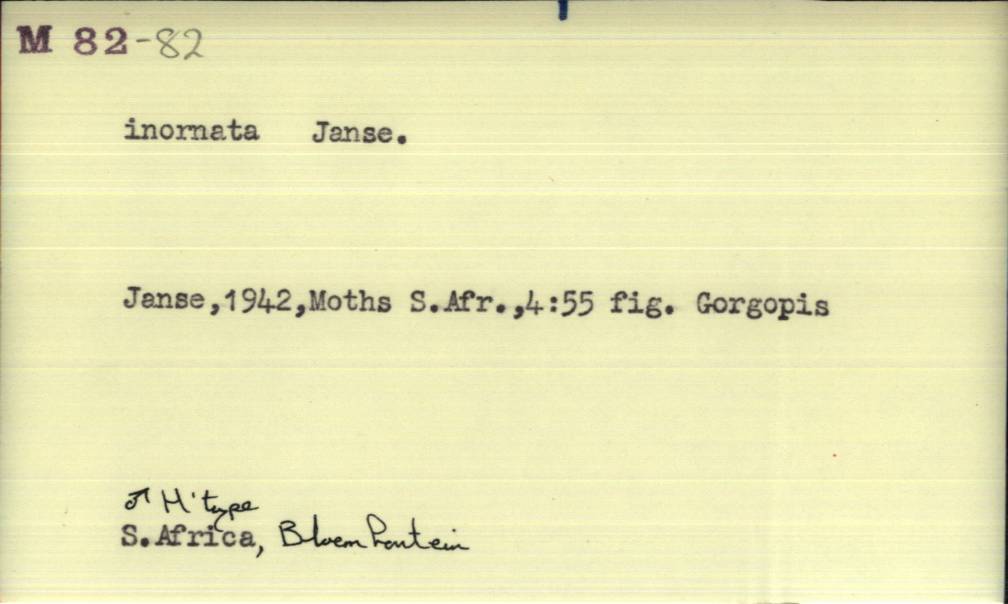 M 82-82
inornata Janse.
Janse,1942,Moths S.Afr.,4:55 fig. Gorgopis
♂ H'type
S.Africa, Bloemfontein